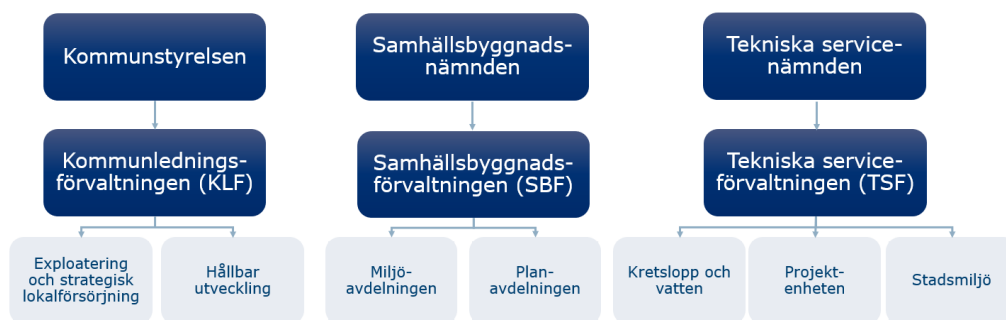 Kommunstyrelsen
Samhällsbyggnads-
nämnden
Tekniska service-
nämnden
Kommunlednings-
förvaltningen (KLF)
Samhällsbyggnads-
förvaltningen (SBF)
Tekniska service-
förvaltningen (TSF)
Exploatering
och strategisk
lokalförsörjning
Hållbar
utveckling
Miljö-
avdelningen
Plan-
avdelningen
Kretslopp och
vatten
Projekt-
enheten
Stadsmiljö